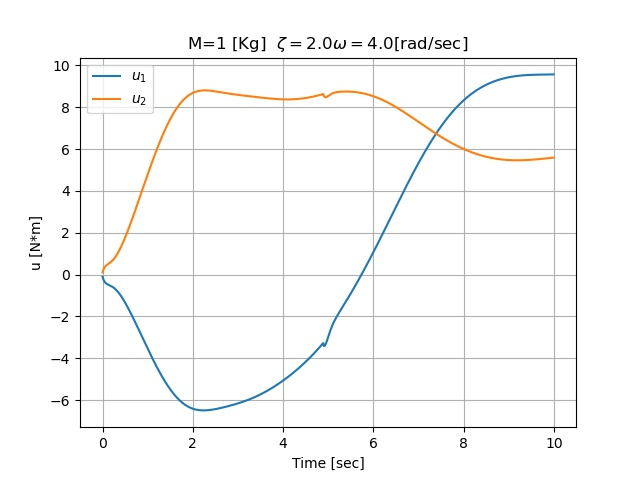 M=1 [Kg] ζ = 2.0ω = 4.0[rad/sec]
u₁
u₂
u [N*m]
10
8
6
4
2
0
−2
−4
−6
0 2 4 6 8 10
Time [sec]